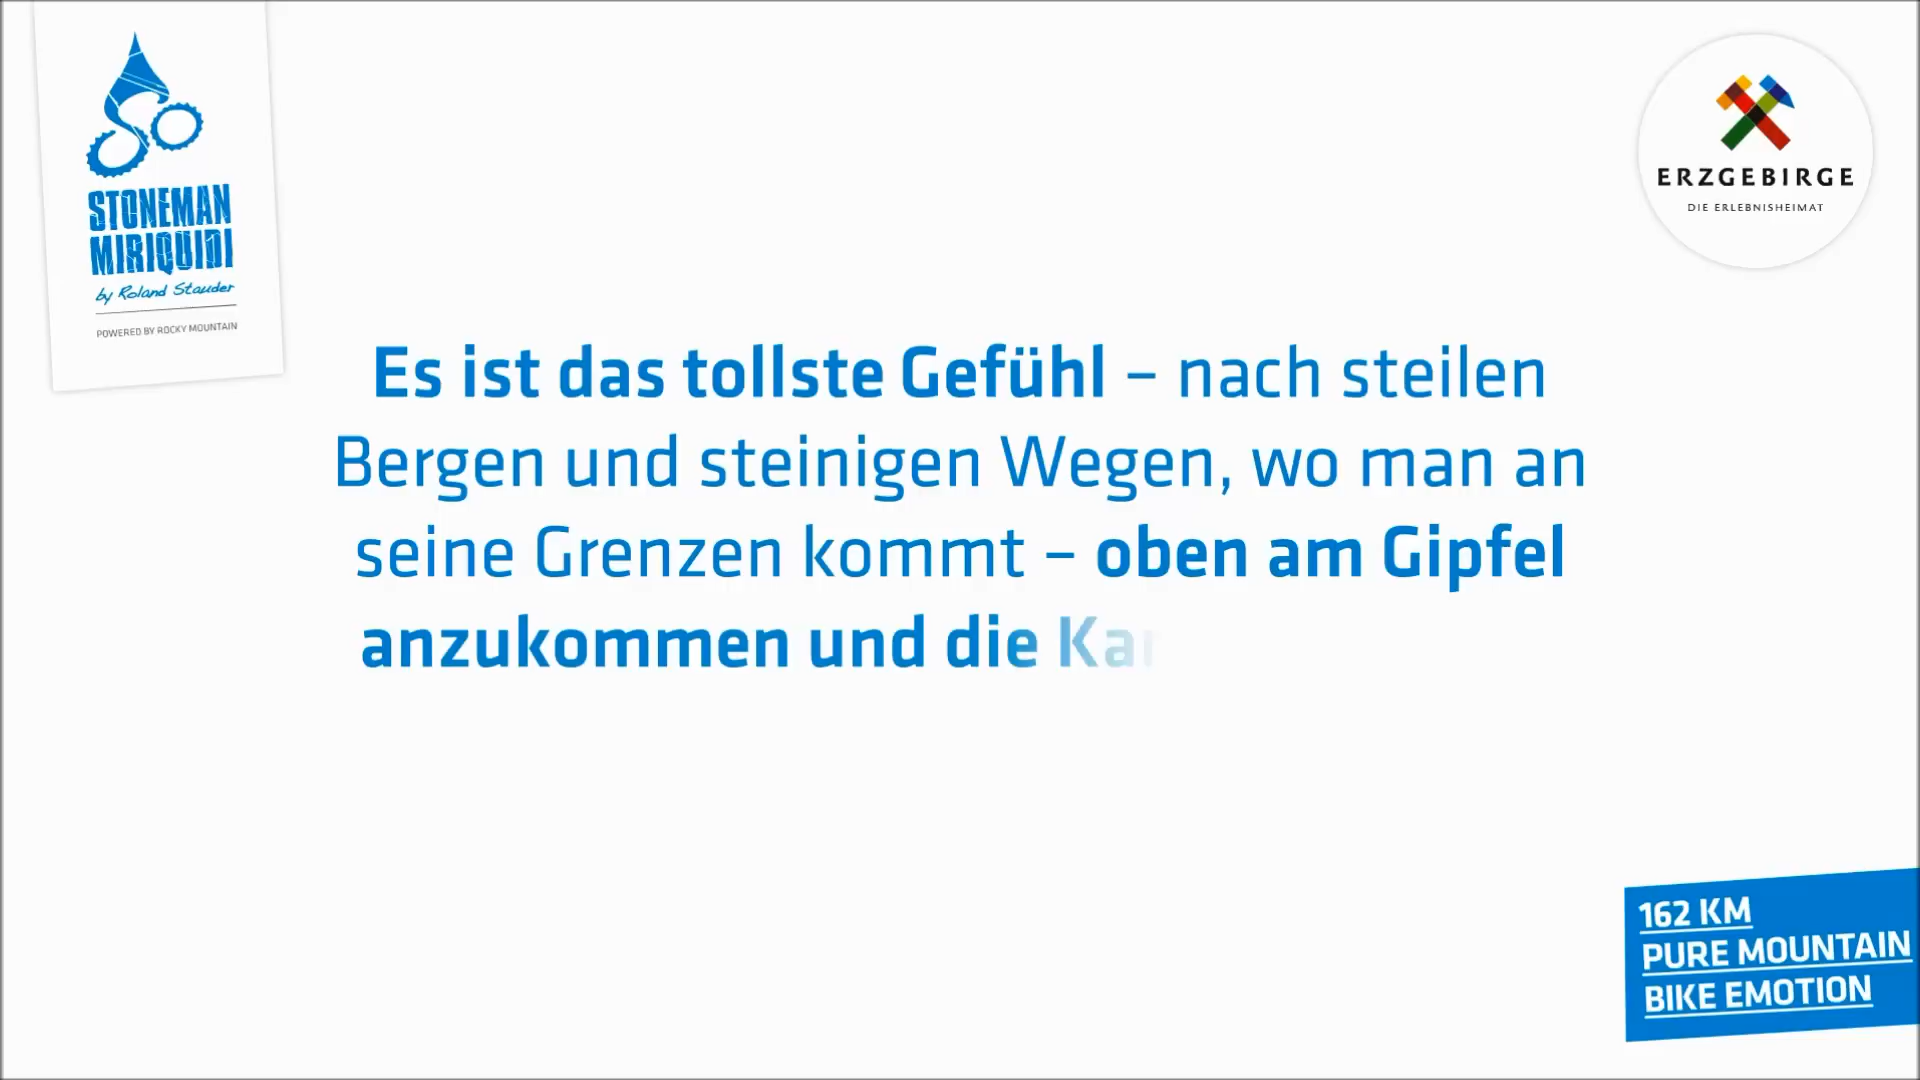 STONEMAN
MIRIQUIDI
by Roland Stauder
POWERED BY ROCKY MOUNTAIN
ERZGEBIRGE
DIE ERLEBNISHEIMAT
Es ist das tollste Gefühl – nach steilen
Bergen und steinigen Wegen, wo man an
seine Grenzen kommt – oben am Gipfel
anzukommen und die
162 KM
PURE MOUNTAIN
BIKE EMOTION